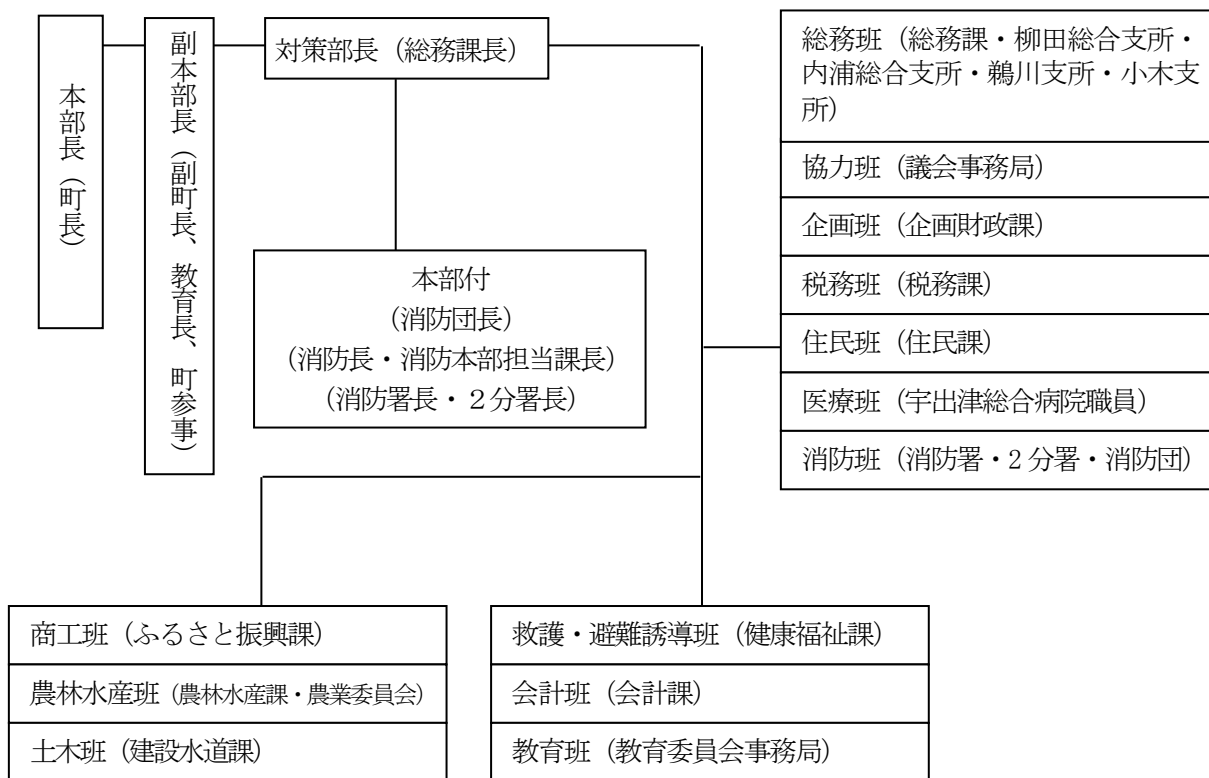 本部長（町長）
副本部長（副町長、教育長、町参事）
対策部長（総務課長）
本部付
（消防団長）
（消防長・消防本部担当課長）
（消防署長・２分署長）
総務班（総務課・柳田総合支所・
内浦総合支所・鵜川支所・小木支
所）
協力班（議会事務局）
企画班（企画財政課）
税務班（税務課）
住民班（住民課）
医療班（宇出津総合病院職員）
消防班（消防署・2 分署・消防団）
商工班（ふるさと振興課）
農林水産班（農林水産課・農業委員会）
土木班（建設水道課）
救護・避難誘導班（健康福祉課）
会計班（会計課）
教育班（教育委員会事務局）